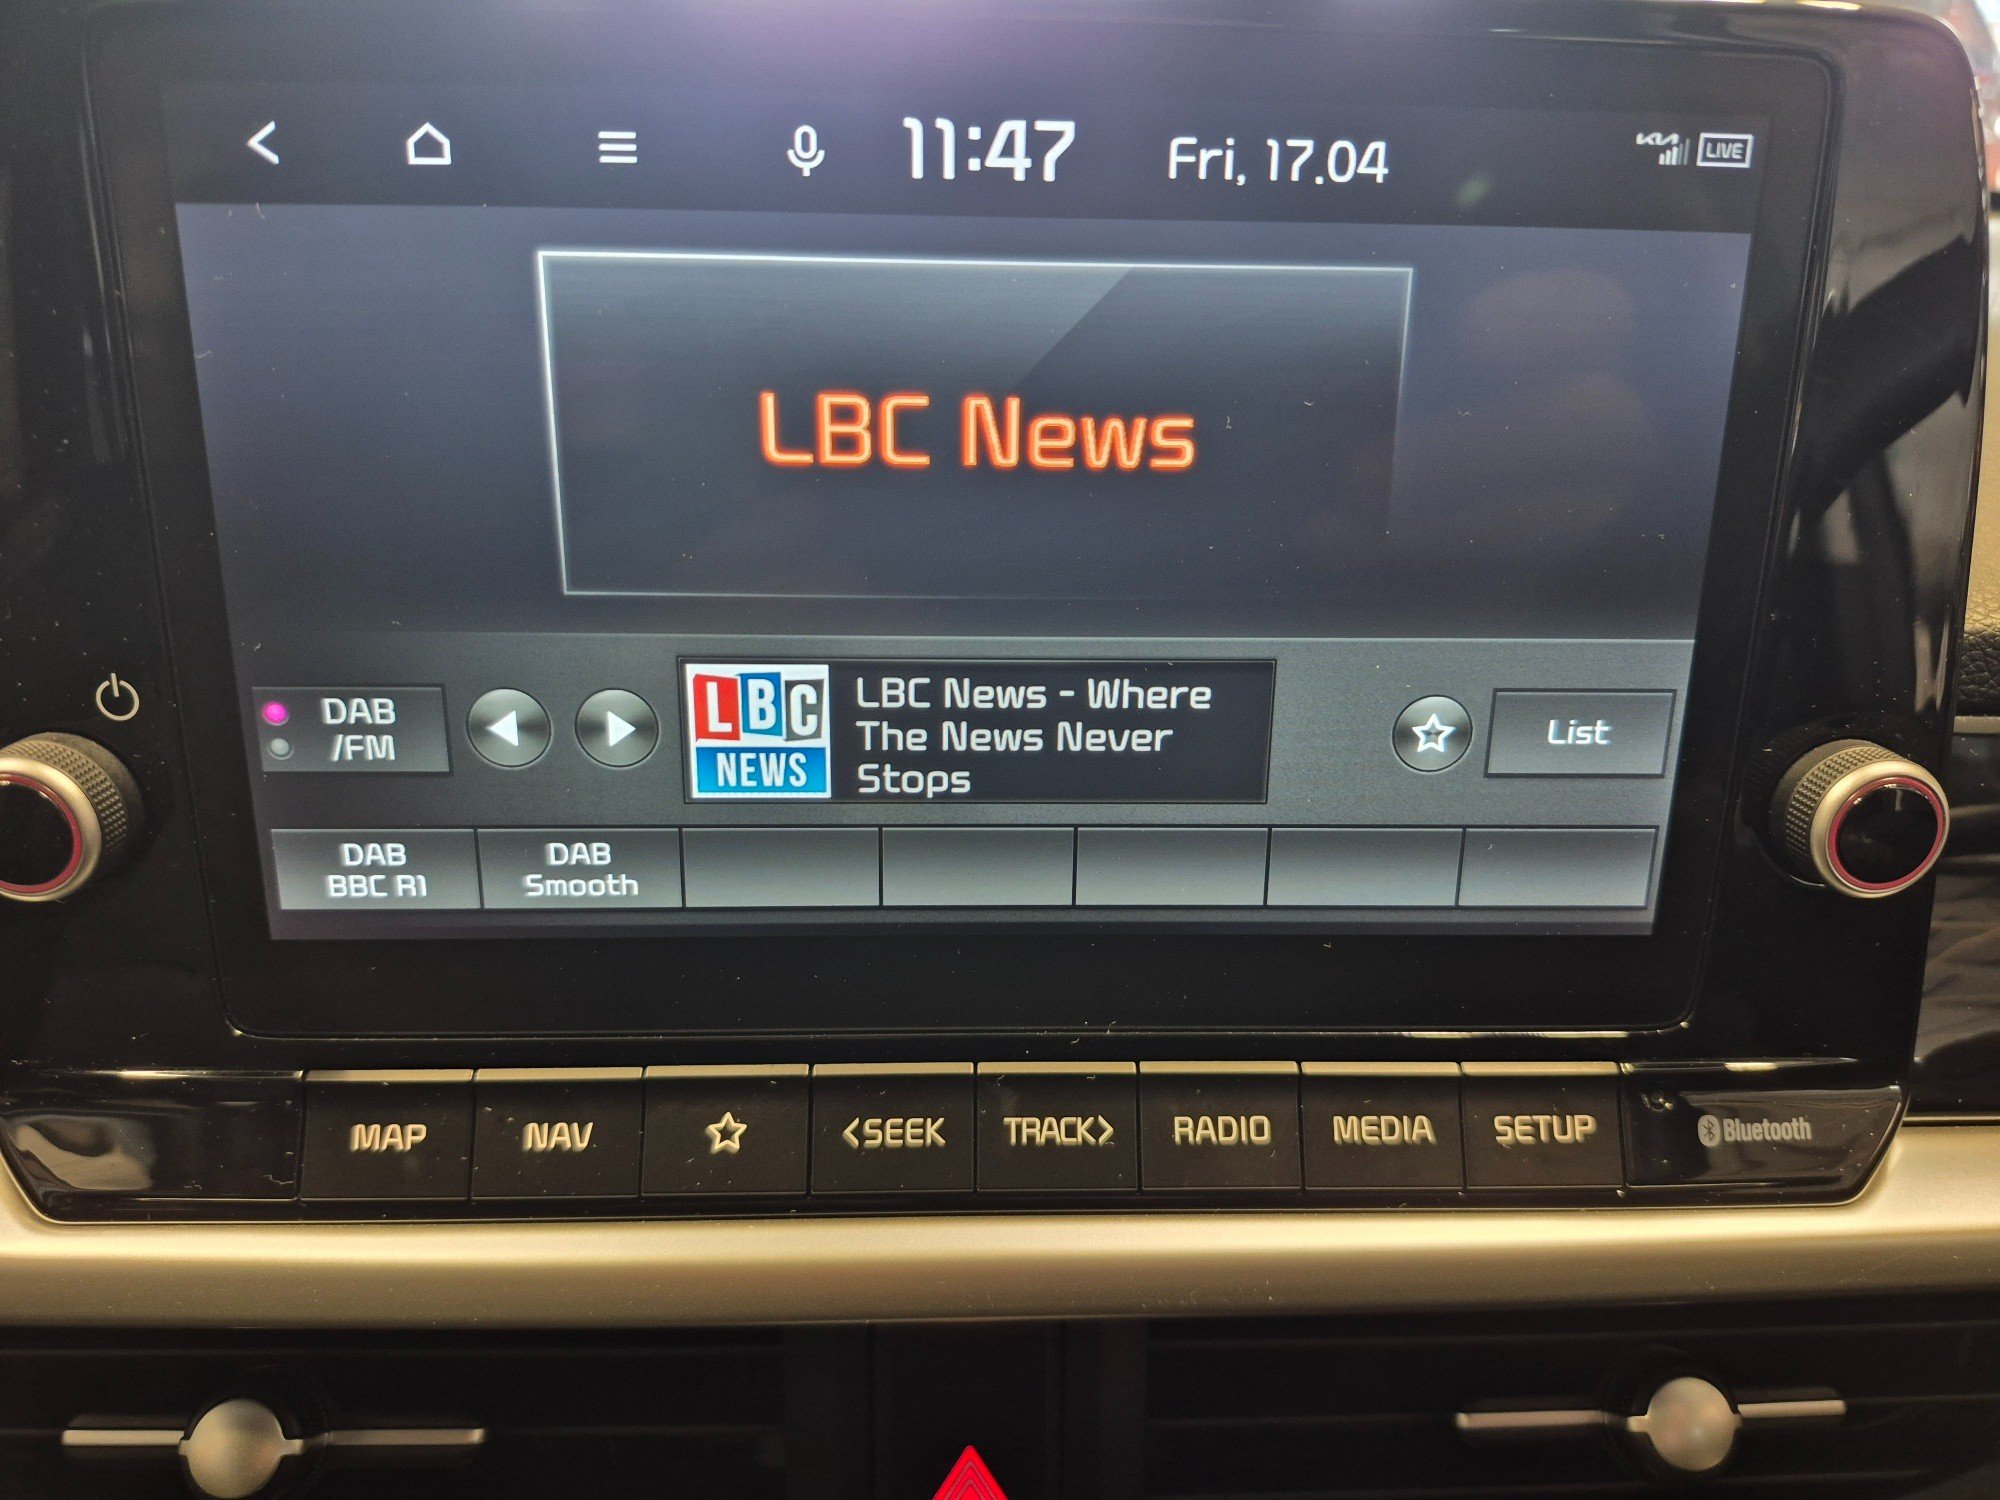 11:47
Fri, 17.04
KIA
LIVE
LBC News
DAB
/FM
LBC
NEWS
LBC News - Where
The News Never
Stops
List
DAB
BBC R1
DAB
Smooth
MAP
NAV
<SEEK
TRACK>
RADIO
MEDIA
SETUP
Bluetooth